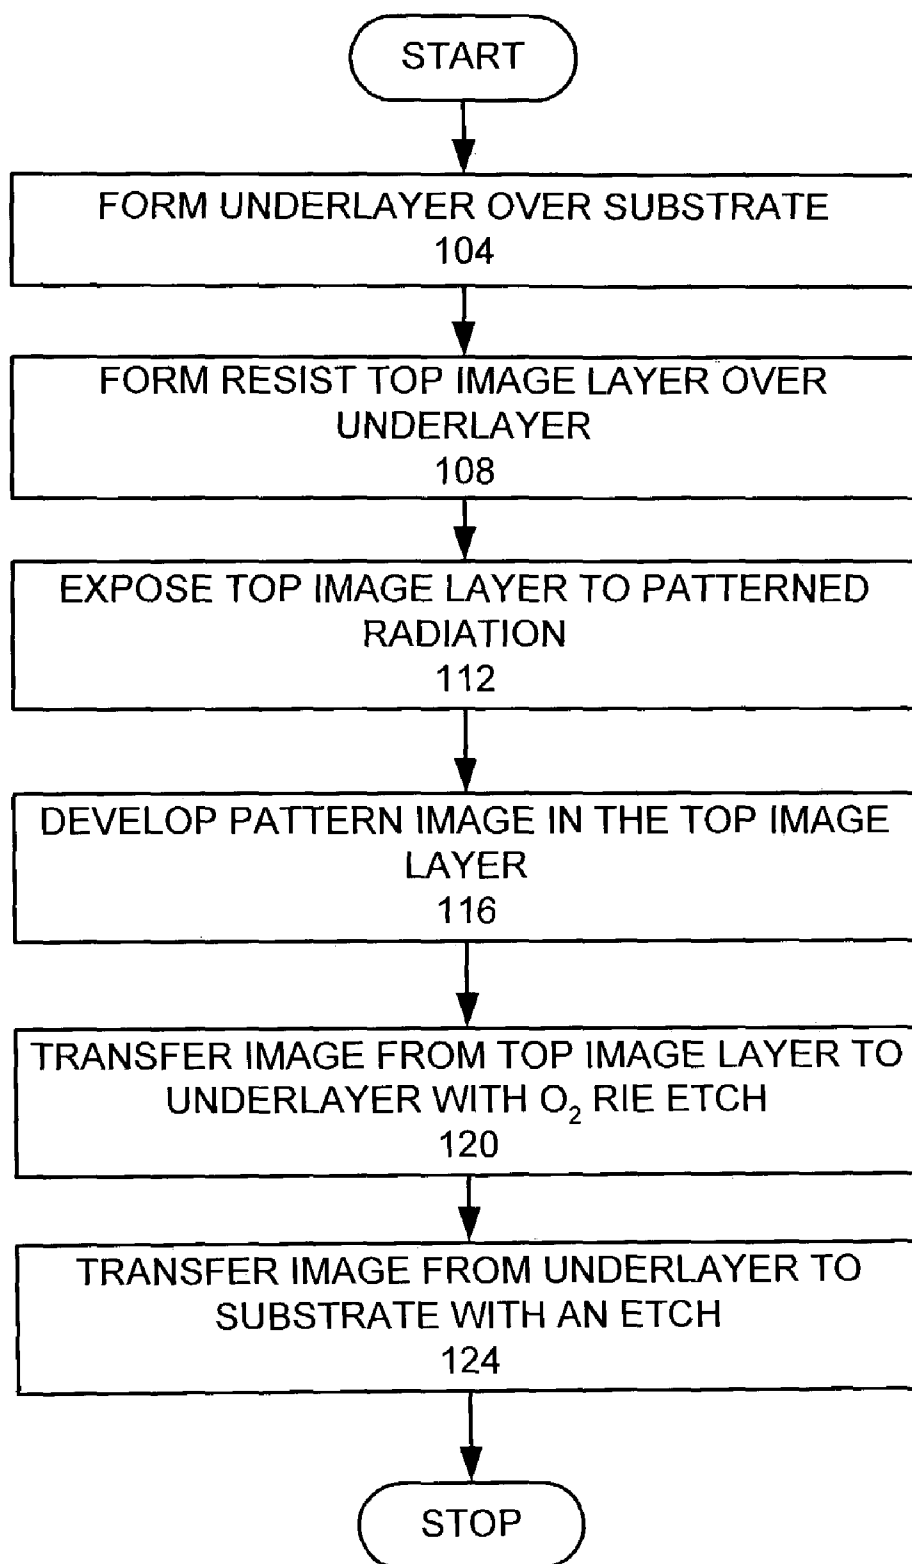 START
FORM UNDERLAYER OVER SUBSTRATE
104
FORM RESIST TOP IMAGE LAYER OVER
UNDERLAYER
108
EXPOSE TOP IMAGE LAYER TO PATTERNED
RADIATION
112
DEVELOP PATTERN IMAGE IN THE TOP IMAGE
LAYER
116
TRANSFER IMAGE FROM TOP IMAGE LAYER TO
UNDERLAYER WITH O₂ RIE ETCH
120
TRANSFER IMAGE FROM UNDERLAYER TO
SUBSTRATE WITH AN ETCH
124
STOP